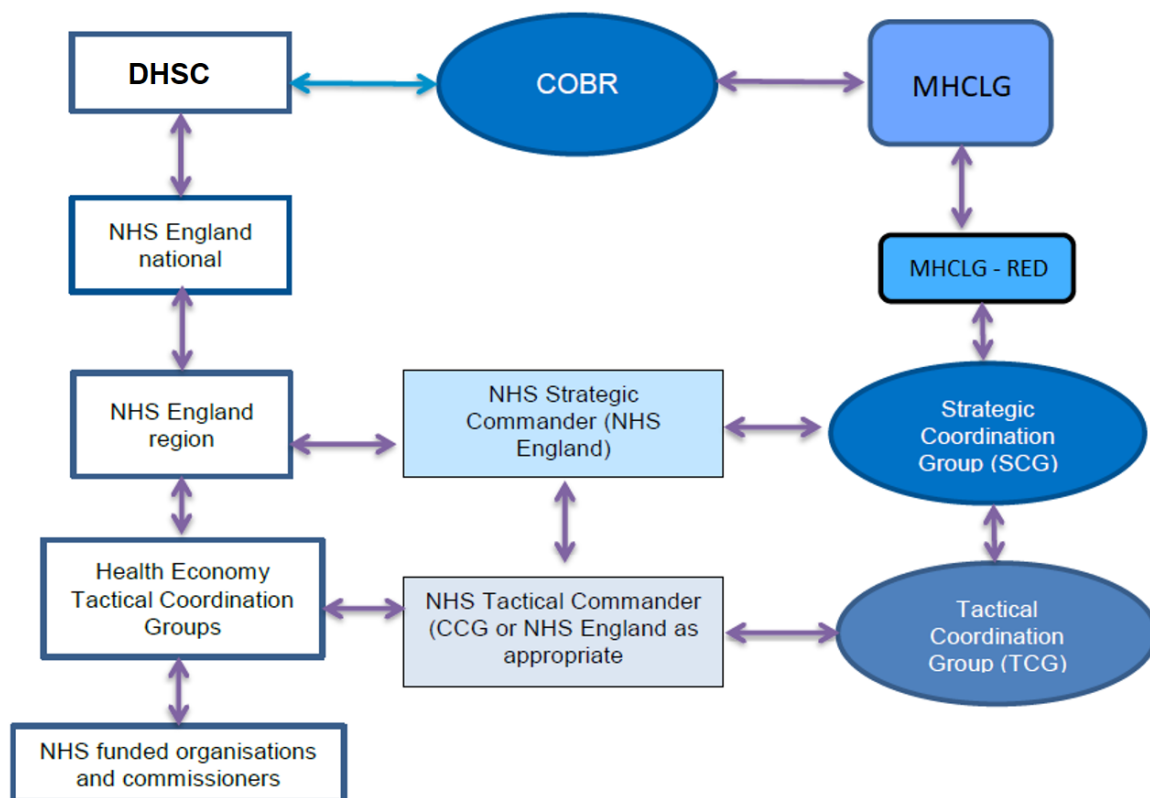 DHSC
COBR
MHCLG
NHS England
national
MHCLG - RED
NHS England
region
NHS Strategic
Commander (NHS
England)
Strategic
Coordination
Group (SCG)
Health Economy
Tactical Coordination
Groups
NHS Tactical Commander
(CCG or NHS England as
appropriate
Tactical
Coordination
Group (TCG)
NHS funded organisations
and commissioners